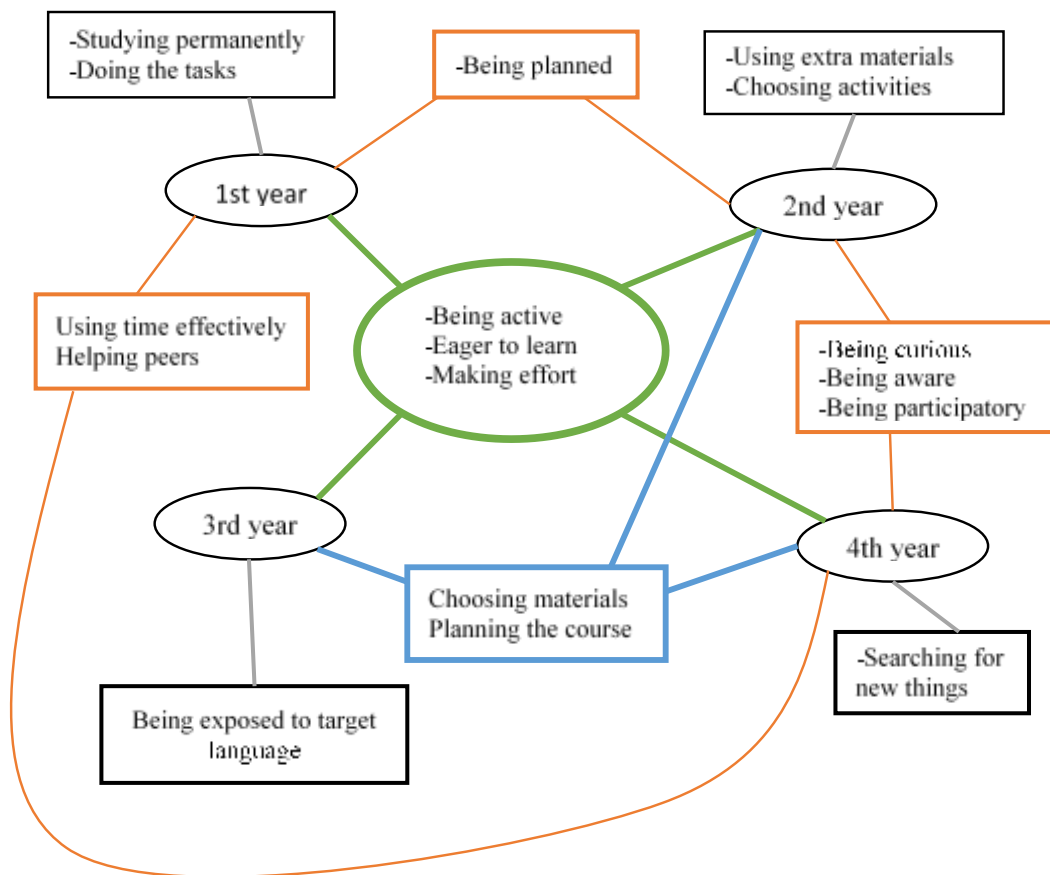 -Studying permanently
-Doing the tasks
-Being planned
-Using extra materials
-Choosing activities
1st year
2nd year
Using time effectively
Helping peers
-Being active
-Eager to learn
-Making effort
-Being curious
-Being aware
-Being participatory
3rd year
4th year
Choosing materials
Planning the course
-Searching for
new things
Being exposed to target
language